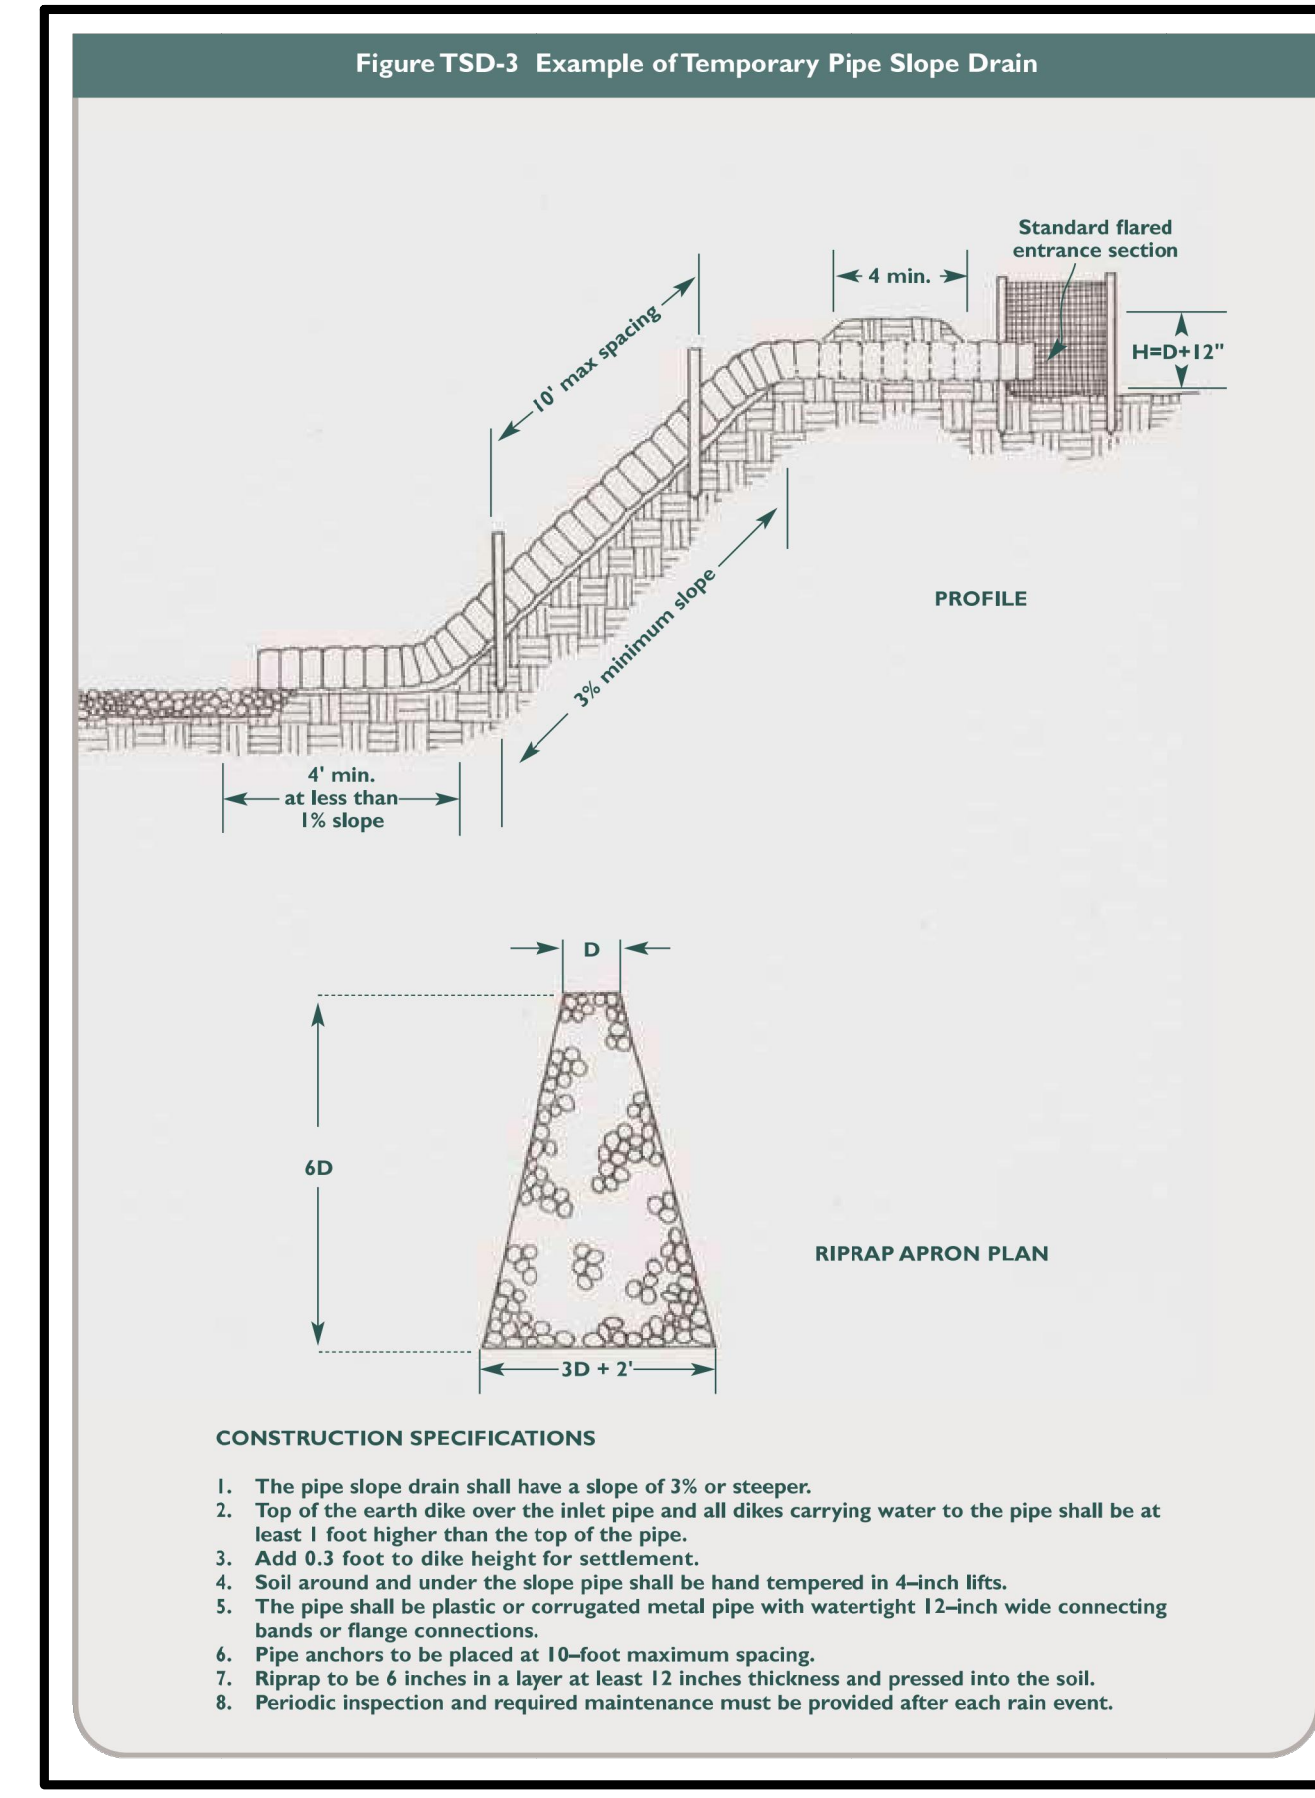 Figure TSD-3 Example of Temporary Pipe Slope Drain
Standard flared
entrance section
4 min.
10' max spacing
H=D+12"
3% minimum slope
PROFILE
4' min.
at less than
1% slope
D
6D
RIPRAP APRON PLAN
3D + 2'
CONSTRUCTION SPECIFICATIONS
1. The pipe slope drain shall have a slope of 3% or steeper.
2. Top of the earth dike over the inlet pipe and all dikes carrying water to the pipe shall be at
least 1 foot higher than the top of the pipe.
3. Add 0.3 foot to dike height for settlement.
4. Soil around and under the slope pipe shall be hand tempered in 4–inch lifts.
5. The pipe shall be plastic or corrugated metal pipe with watertight 12–inch wide connecting
bands or flange connections.
6. Pipe anchors to be placed at 10–foot maximum spacing.
7. Riprap to be 6 inches in a layer at least 12 inches thickness and pressed into the soil.
8. Periodic inspection and required maintenance must be provided after each rain event.